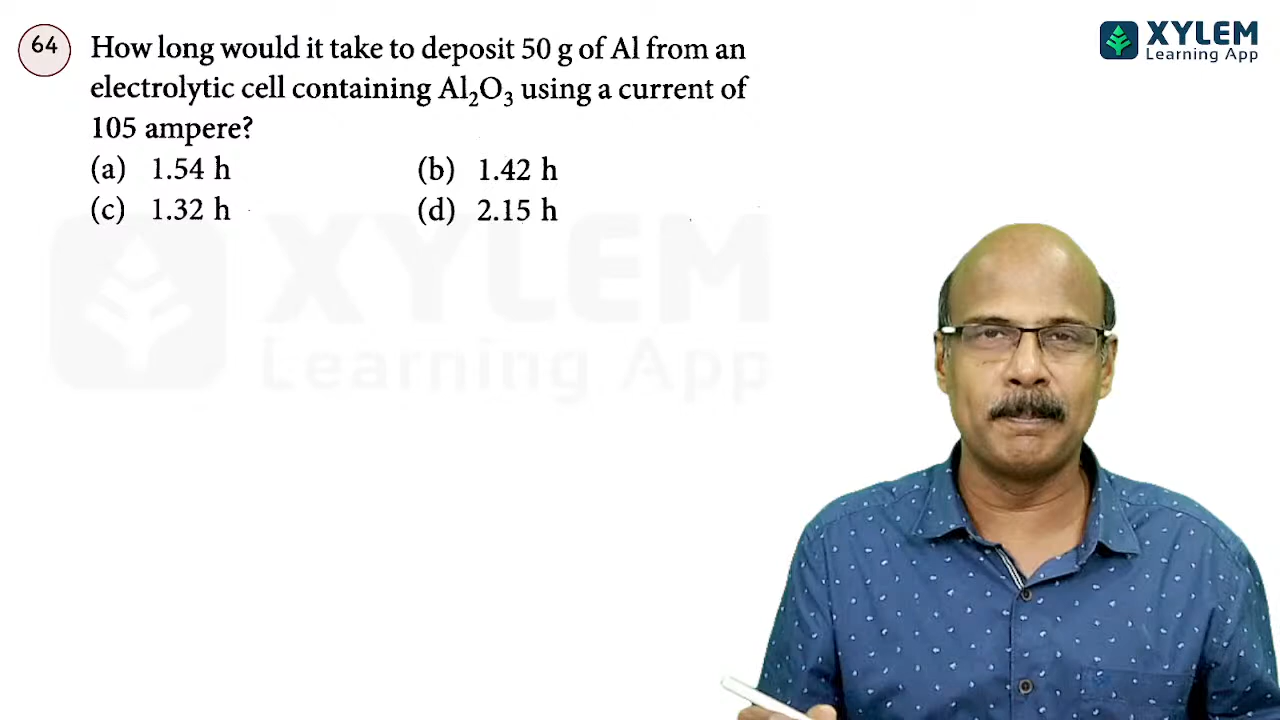 64
How long would it take to deposit 50 g of Al from an
electrolytic cell containing Al₂O₃ using a current of
105 ampere?
(a) 1.54 h (b) 1.42 h
(c) 1.32 h (d) 2.15 h
XYLEM
Learning App
XYLEM
Learning App